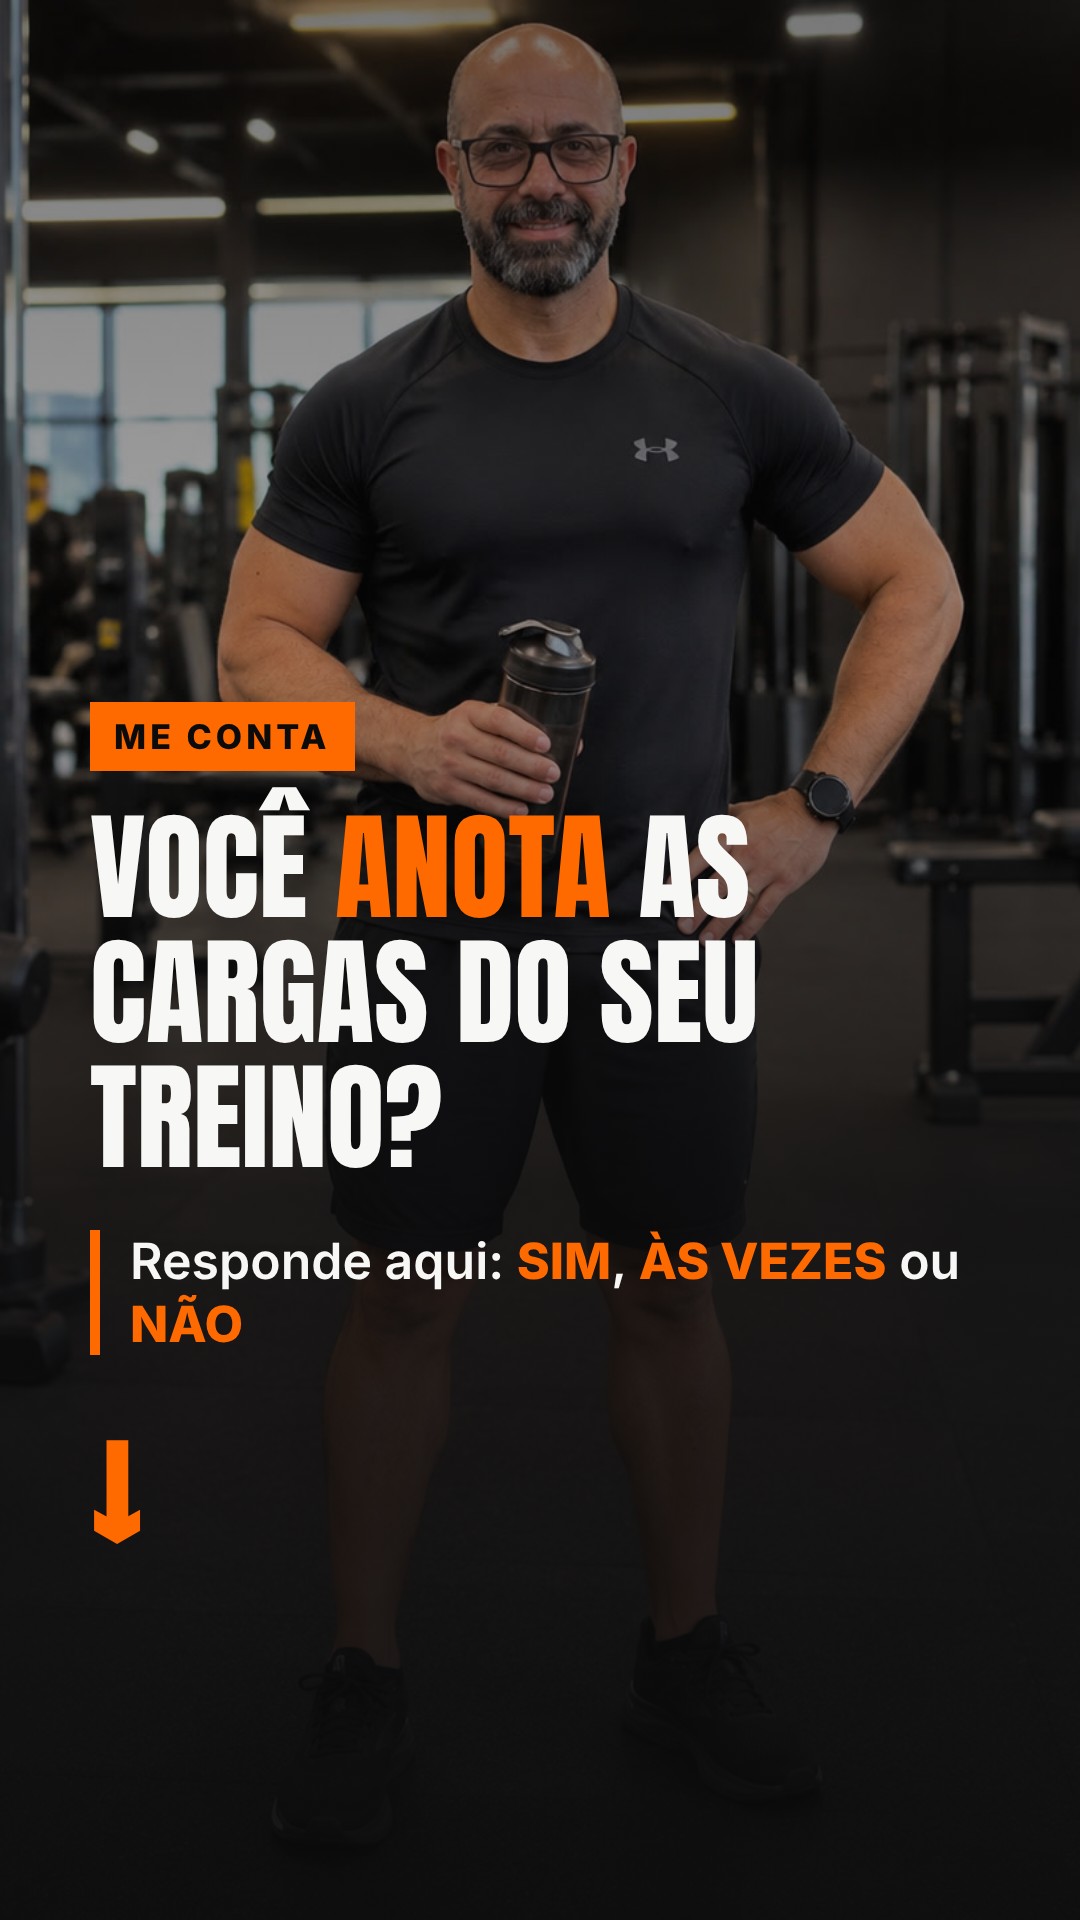 ME CONTA
VOCÊ ANOTA AS
CARGAS DO SEU
TREINO?
Responde aqui: SIM, ÀS VEZES ou
NÃO